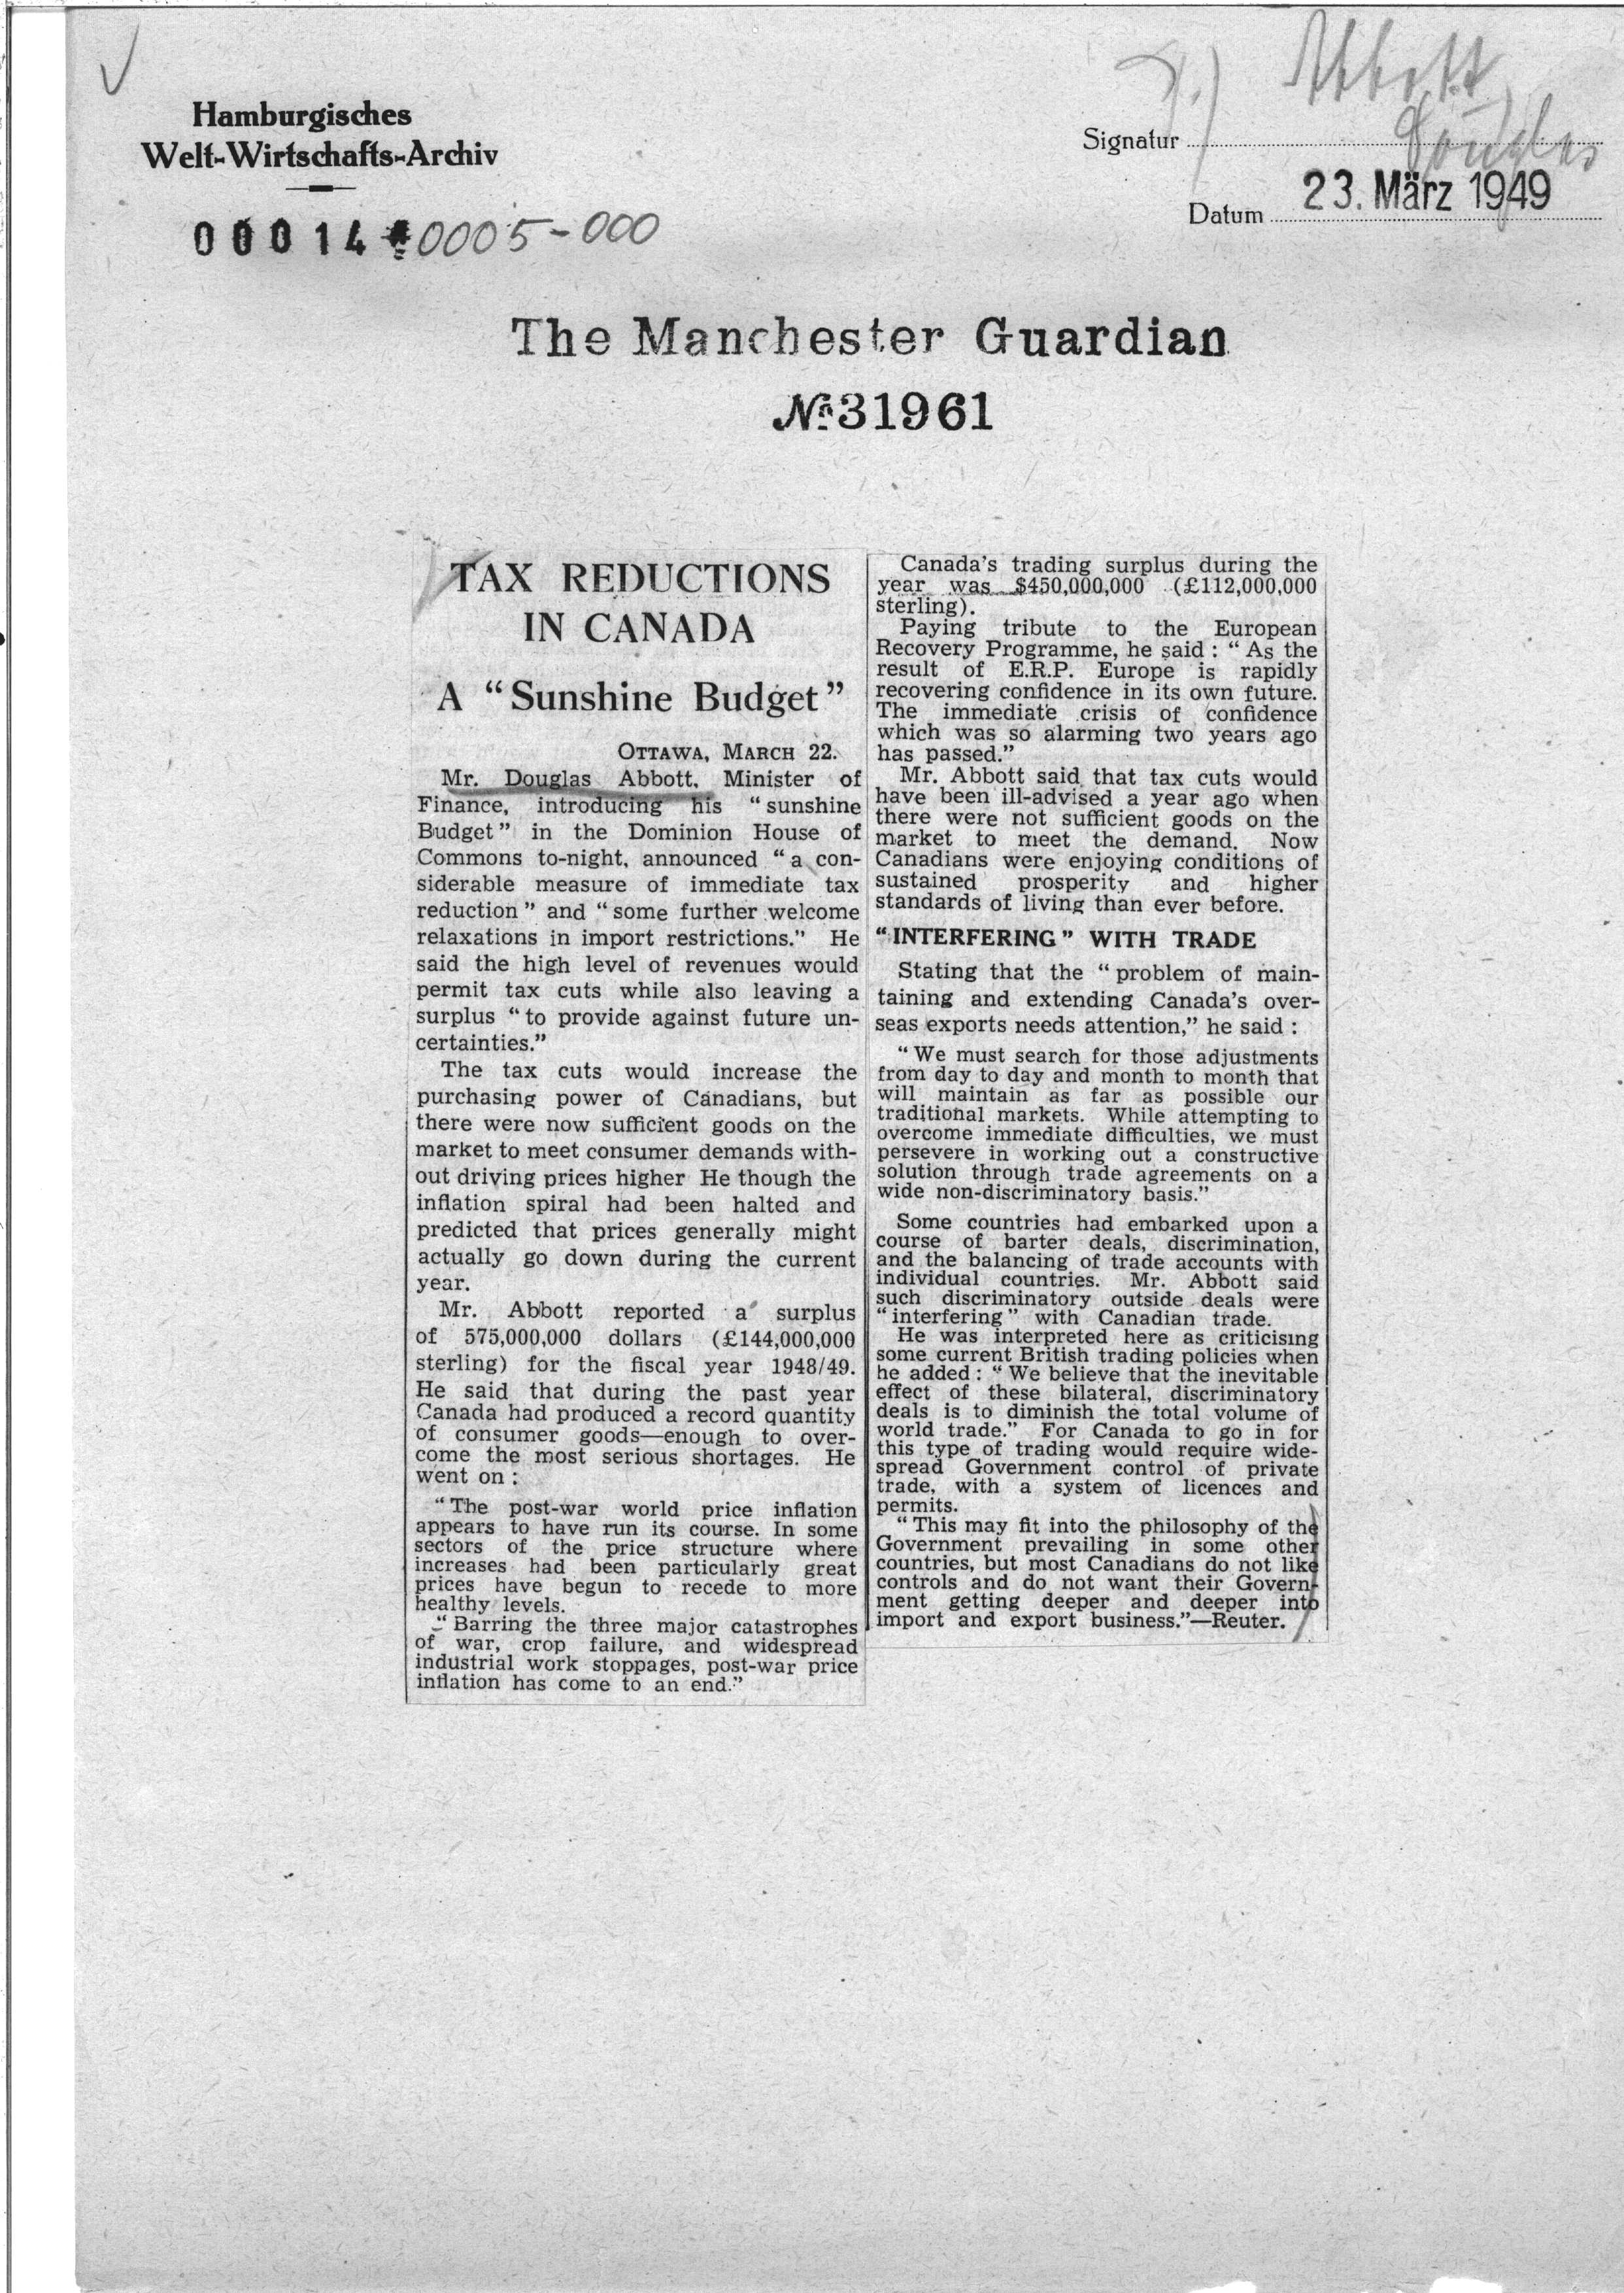 Hamburgisches
Welt-Wirtschafts-Archiv
Signatur
Abbott
Douglas
Datum 23. März 1949
00014 0005-000
The Manchester Guardian
No. 31961
TAX REDUCTIONS
IN CANADA
A “Sunshine Budget”
OTTAWA, MARCH 22.
Mr. Douglas Abbott, Minister of
Finance, introducing his “sunshine
Budget” in the Dominion House of
Commons to-night, announced “a con-
siderable measure of immediate tax
reduction” and “some further welcome
relaxations in import restrictions.” He
said the high level of revenues would
permit tax cuts while also leaving a
surplus “to provide against future un-
certainties.”
The tax cuts would increase the
purchasing power of Canadians, but
there were now sufficient goods on the
market to meet consumer demands with-
out driving prices higher He though the
inflation spiral had been halted and
predicted that prices generally might
actually go down during the current
year.
Mr. Abbott reported a surplus
of 575,000,000 dollars (£144,000,000
sterling) for the fiscal year 1948/49.
He said that during the past year
Canada had produced a record quantity
of consumer goods—enough to over-
come the most serious shortages. He
went on :
“The post-war world price inflation
appears to have run its course. In some
sectors of the price structure where
increases had been particularly great
prices have begun to recede to more
healthy levels.
“Barring the three major catastrophes
of war, crop failure, and widespread
industrial work stoppages, post-war price
inflation has come to an end.”
Canada’s trading surplus during the
year was $450,000,000 (£112,000,000
sterling).
Paying tribute to the European
Recovery Programme, he said : “As the
result of E.R.P. Europe is rapidly
recovering confidence in its own future.
The immediate crisis of confidence
which was so alarming two years ago
has passed.”
Mr. Abbott said that tax cuts would
have been ill-advised a year ago when
there were not sufficient goods on the
market to meet the demand. Now
Canadians were enjoying conditions of
sustained prosperity and higher
standards of living than ever before.
“INTERFERING” WITH TRADE
Stating that the “problem of main-
taining and extending Canada’s over-
seas exports needs attention,” he said :
“We must search for those adjustments
from day to day and month to month that
will maintain as far as possible our
traditional markets. While attempting to
overcome immediate difficulties, we must
persevere in working out a constructive
solution through trade agreements on a
wide non-discriminatory basis.”
Some countries had embarked upon a
course of barter deals, discrimination,
and the balancing of trade accounts with
individual countries. Mr. Abbott said
such discriminatory outside deals were
“interfering” with Canadian trade.
He was interpreted here as criticising
some current British trading policies when
he added : “We believe that the inevitable
effect of these bilateral, discriminatory
deals is to diminish the total volume of
world trade.” For Canada to go in for
this type of trading would require wide-
spread Government control of private
trade, with a system of licences and
permits.
“This may fit into the philosophy of the
Government prevailing in some other
countries, but most Canadians do not like
controls and do not want their Govern-
ment getting deeper and deeper into
import and export business.”—Reuter.